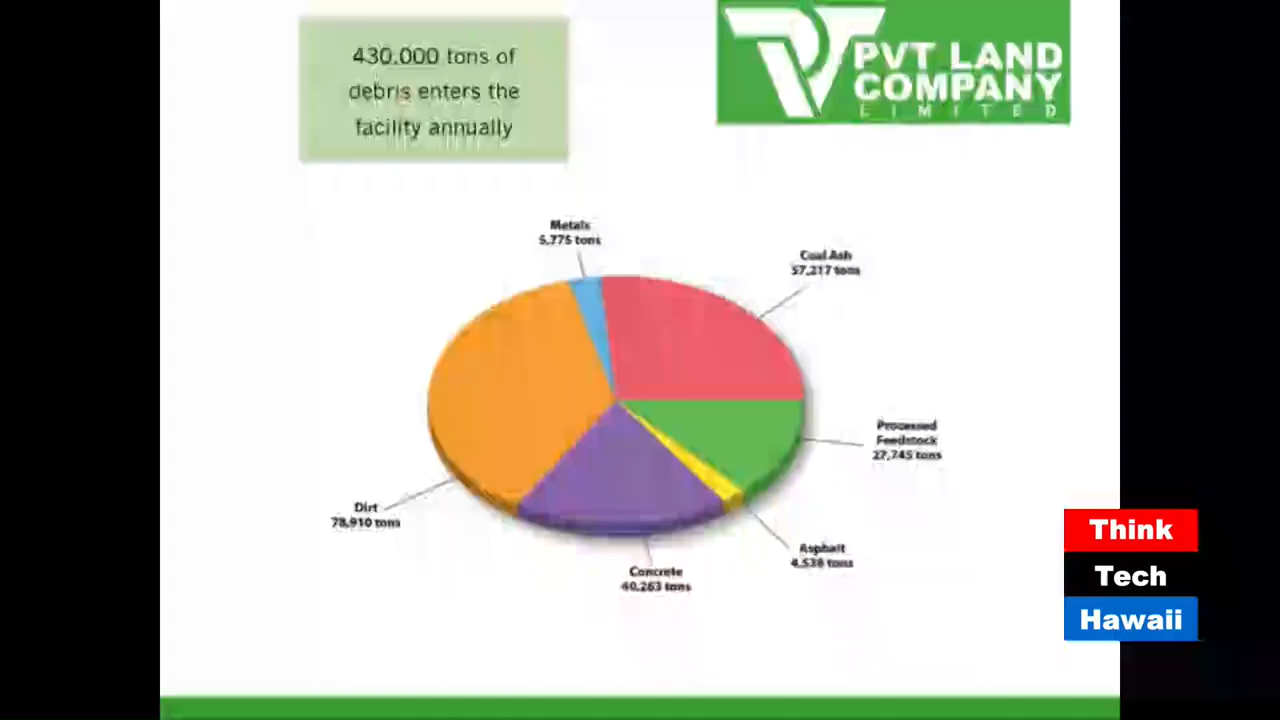 430,000 tons of
debris enters the
facility annually
PVT LAND
COMPANY
LIMITED
Metals
5,775 tons
Coal Ash
57,217 tons
Processed
Feedstock
27,745 tons
Dirt
78,910 tons
Asphalt
4,538 tons
Concrete
40,263 tons
Think
Tech
Hawaii